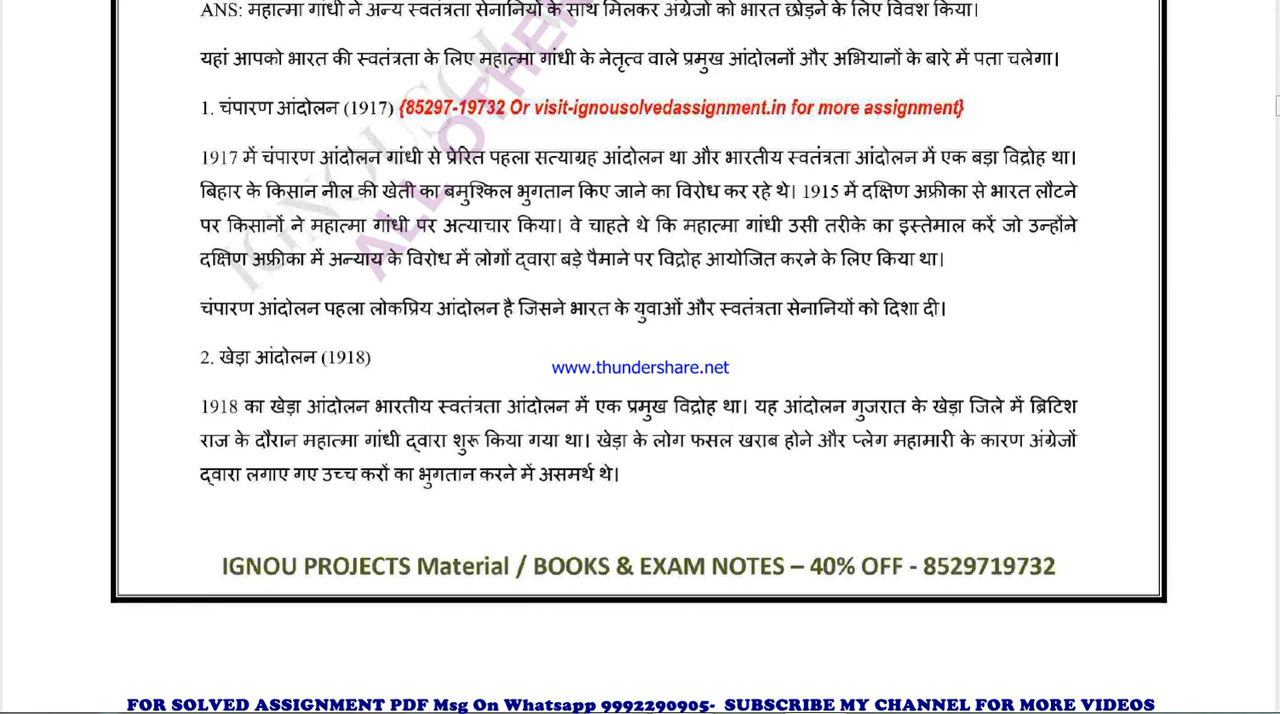 ANS: महात्मा गांधी ने अन्य स्वतंत्रता सेनानियों के साथ मिलकर अंग्रेजों को भारत छोड़ने के लिए विवश किया।
यहां आपको भारत की स्वतंत्रता के लिए महात्मा गांधी के नेतृत्व वाले प्रमुख आंदोलनों और अभियानों के बारे में पता चलेगा।
1. चंपारण आंदोलन (1917) {85297-19732 Or visit-ignousolvedassignment.in for more assignment}
1917 में चंपारण आंदोलन गांधी से प्रेरित पहला सत्याग्रह आंदोलन था और भारतीय स्वतंत्रता आंदोलन में एक बड़ा विद्रोह था।
बिहार के किसान नील की खेती का बमुश्किल भुगतान किए जाने का विरोध कर रहे थे। 1915 में दक्षिण अफ्रीका से भारत लौटने
पर किसानों ने महात्मा गांधी पर अत्याचार किया। वे चाहते थे कि महात्मा गांधी उसी तरीके का इस्तेमाल करें जो उन्होंने
दक्षिण अफ्रीका में अन्याय के विरोध में लोगों द्वारा बड़े पैमाने पर विद्रोह आयोजित करने के लिए किया था।
चंपारण आंदोलन पहला लोकप्रिय आंदोलन है जिसने भारत के युवाओं और स्वतंत्रता सेनानियों को दिशा दी।
2. खेड़ा आंदोलन (1918)
www.thundershare.net
1918 का खेड़ा आंदोलन भारतीय स्वतंत्रता आंदोलन में एक प्रमुख विद्रोह था। यह आंदोलन गुजरात के खेड़ा जिले में ब्रिटिश
राज के दौरान महात्मा गांधी द्वारा शुरू किया गया था। खेड़ा के लोग फसल खराब होने और प्लेग महामारी के कारण अंग्रेजों
द्वारा लगाए गए उच्च करों का भुगतान करने में असमर्थ थे।
IGNOU PROJECTS Material / BOOKS & EXAM NOTES – 40% OFF - 8529719732
FOR SOLVED ASSIGNMENT PDF Msg On Whatsapp 9992290905- SUBSCRIBE MY CHANNEL FOR MORE VIDEOS
IGNOUSOL
ALL OTHER